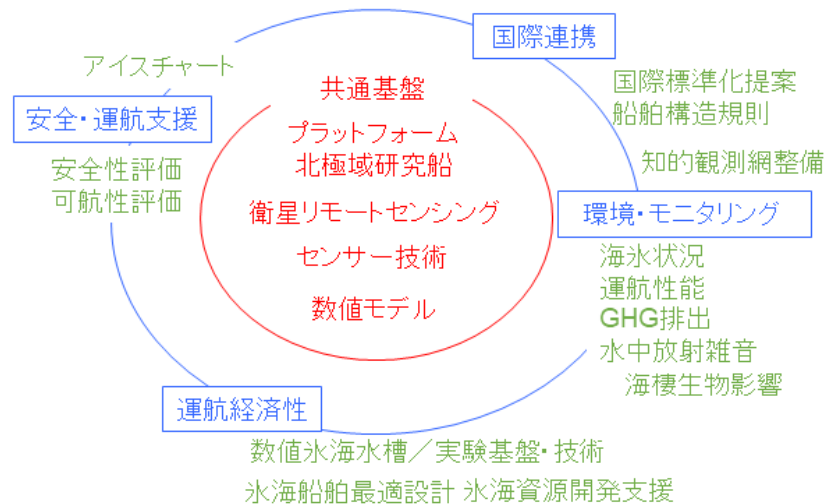 国際連携
アイスチャート
共通基盤
国際標準化提案
船舶構造規則
安全・運航支援
プラットフォーム
北極域研究船
知的観測網整備
安全性評価
可航性評価
衛星リモートセンシング
環境・モニタリング
センサー技術
海氷状況
運航性能
数値モデル
GHG排出
水中放射雑音
海棲生物影響
運航経済性
数値氷海水槽／実験基盤・技術
氷海船舶最適設計 氷海資源開発支援